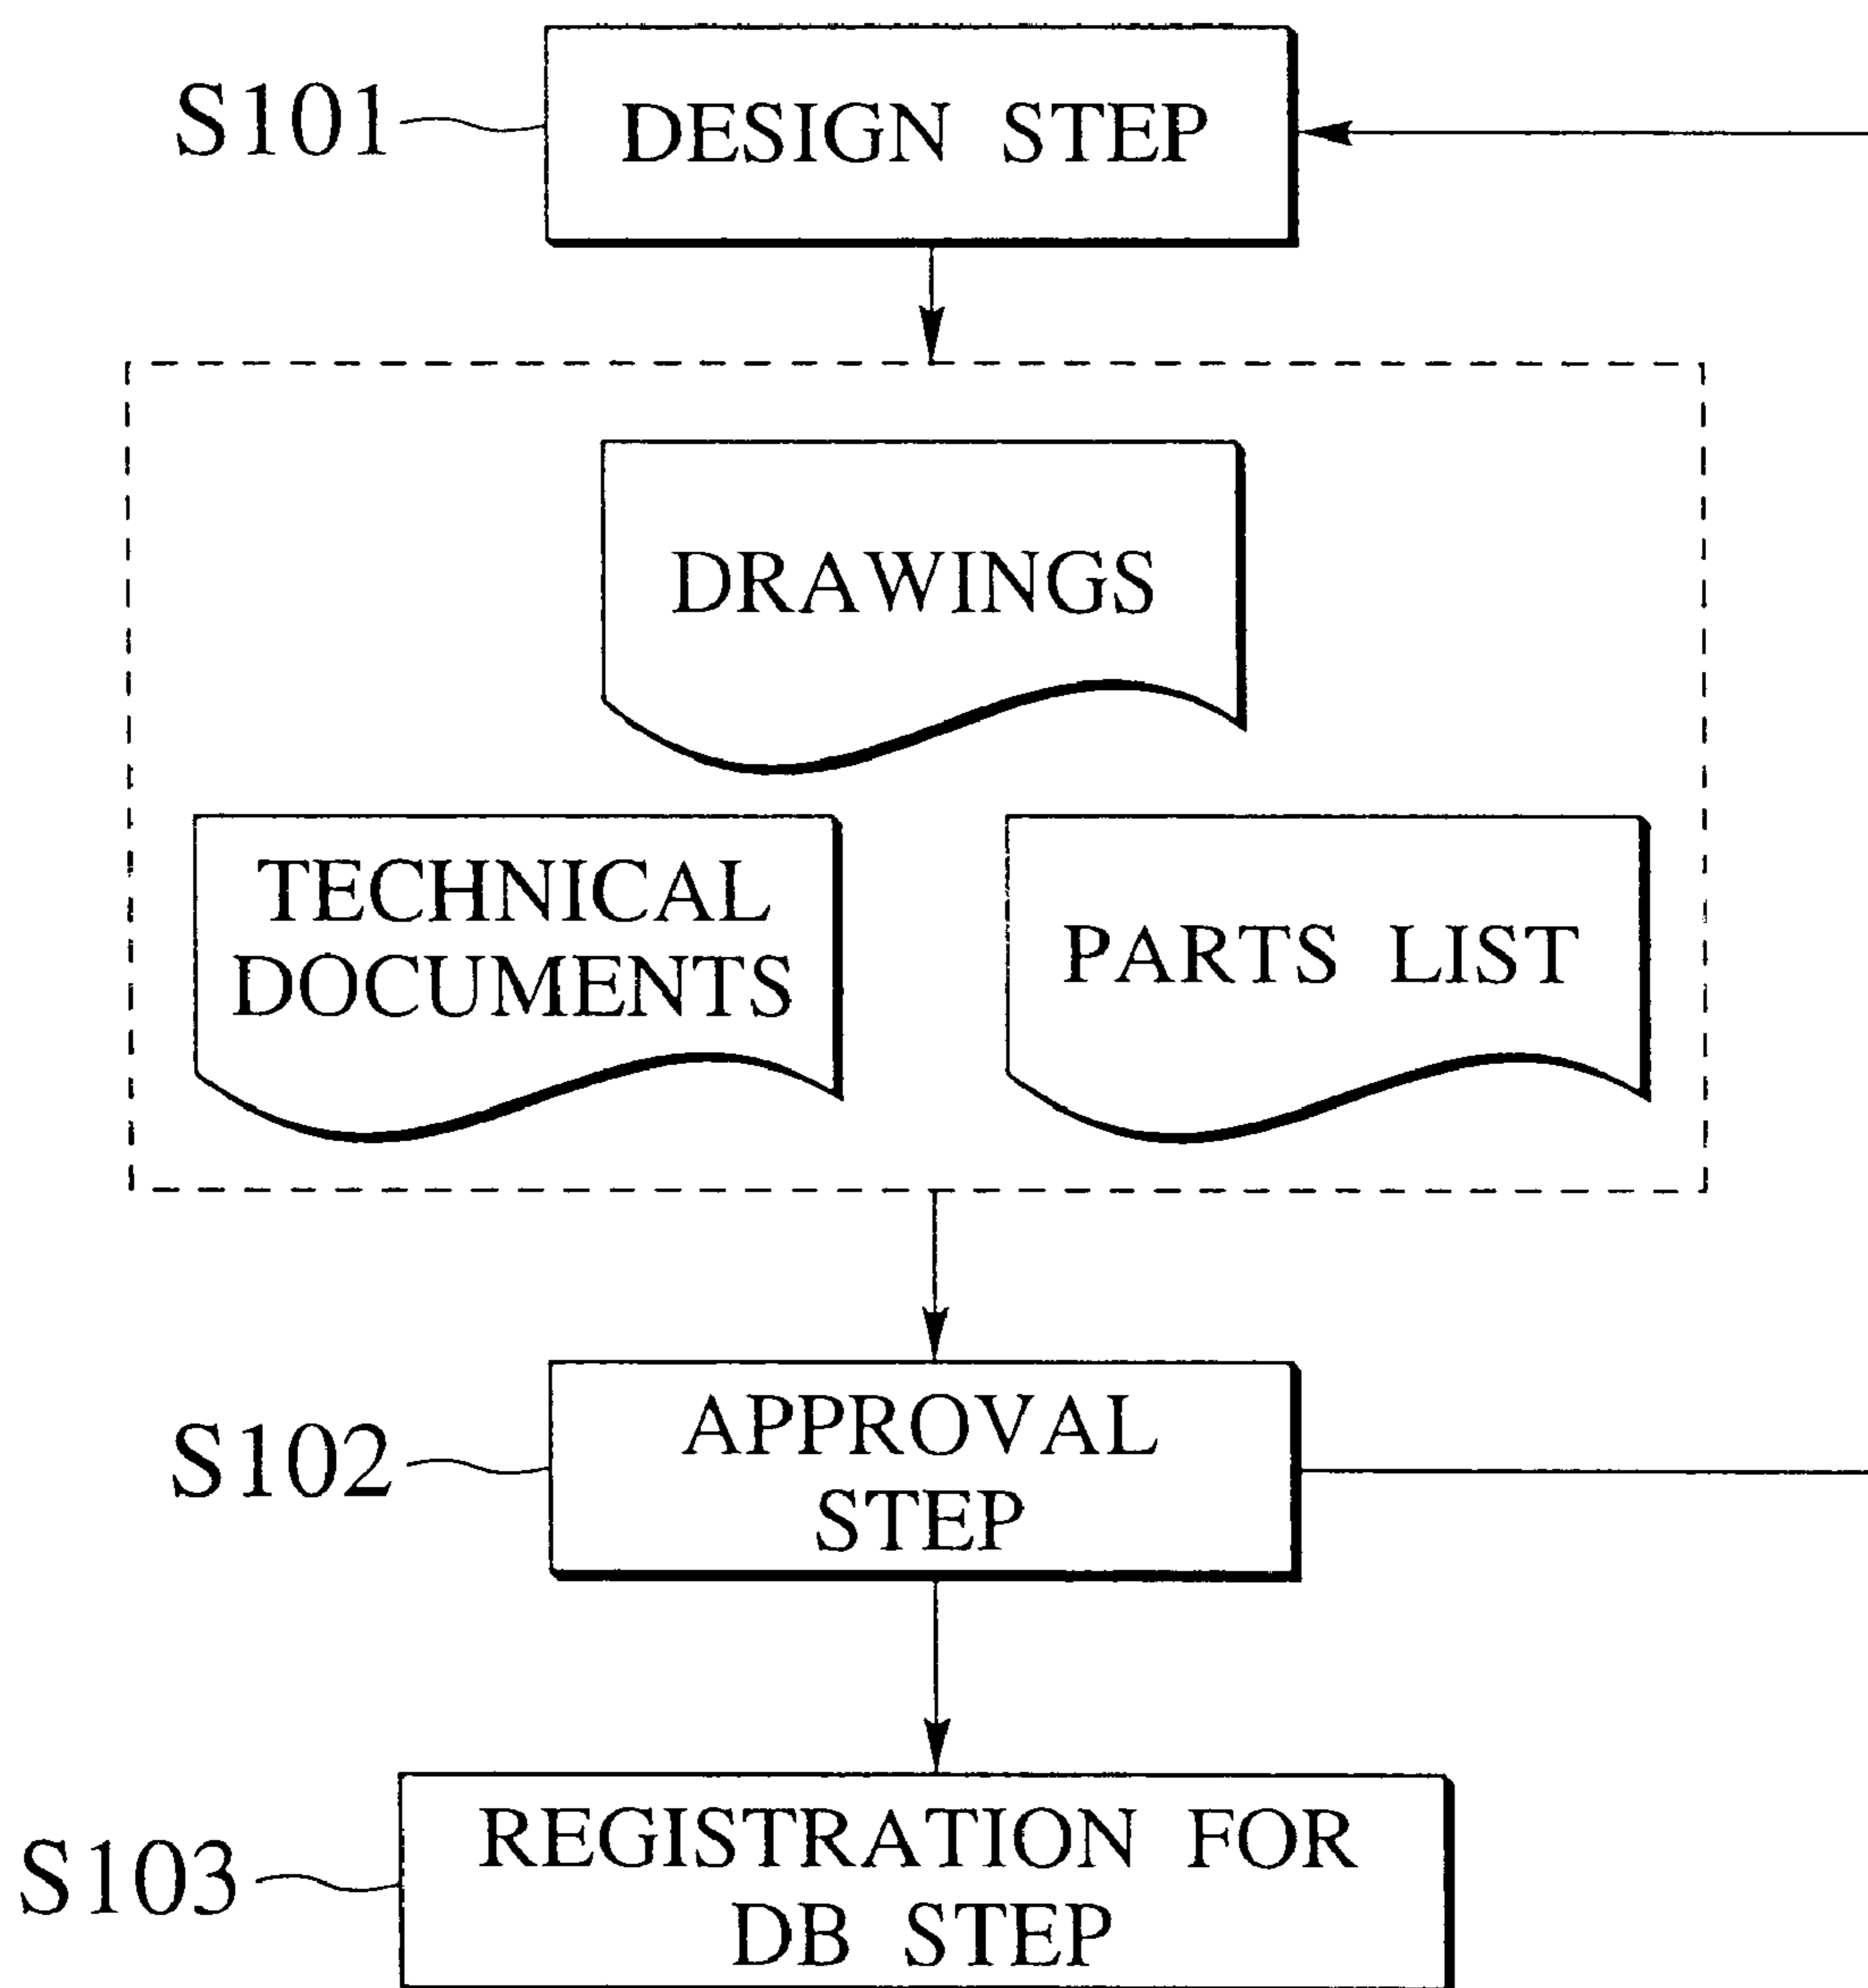 S101
DESIGN STEP
DRAWINGS
TECHNICAL
DOCUMENTS
PARTS LIST
S102
APPROVAL
STEP
S103
REGISTRATION FOR
DB STEP